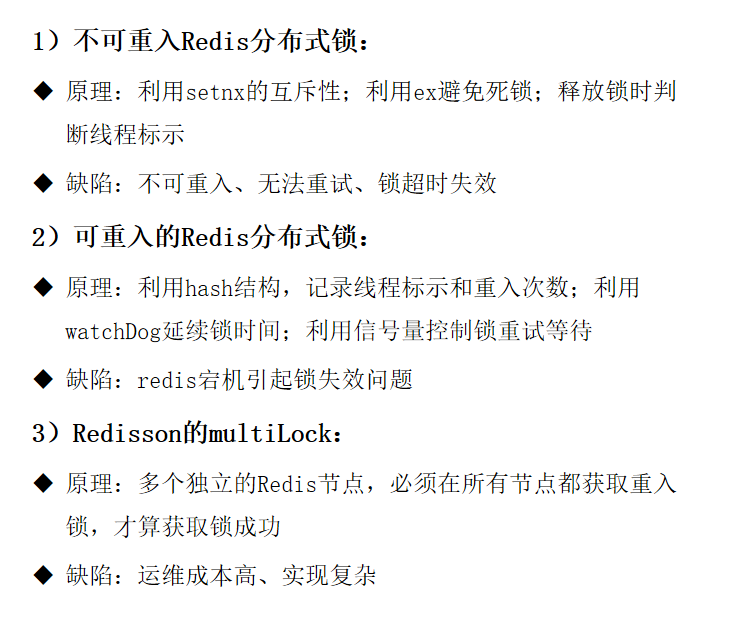 1）不可重入Redis分布式锁：
◆ 原理：利用setnx的互斥性；利用ex避免死锁；释放锁时判
断线程标示
◆ 缺陷：不可重入、无法重试、锁超时失效
2）可重入的Redis分布式锁：
◆ 原理：利用hash结构，记录线程标示和重入次数；利用
watchDog延续锁时间；利用信号量控制锁重试等待
◆ 缺陷：redis宕机引起锁失效问题
3）Redisson的multiLock：
◆ 原理：多个独立的Redis节点，必须在所有节点都获取重入
锁，才算获取锁成功
◆ 缺陷：运维成本高、实现复杂